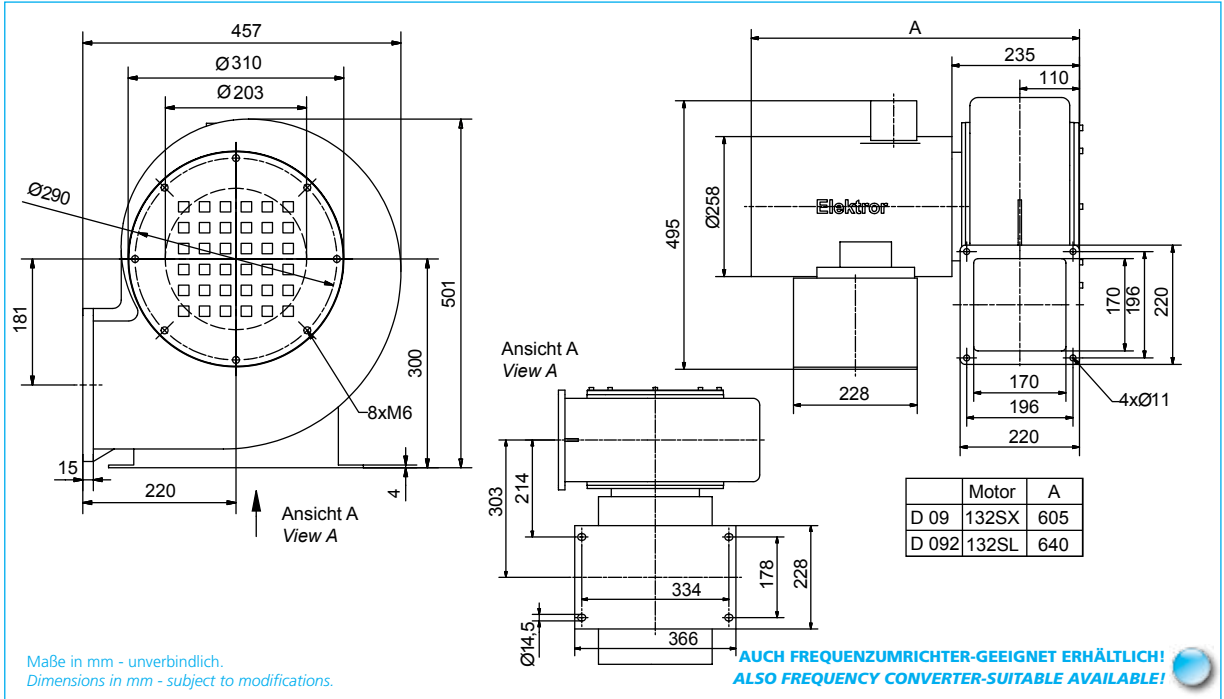 457
Ø310
Ø203
Ø290
181
501
300
8xM6
15
220
4
Ansicht A
View A
A
235
110
495
Ø258
Elektror
170
196
220
228
170
196
220
4xØ11
Ansicht A
View A
303
214
334
366
178
228
Ø14,5
Motor A
D 09 132SX 605
D 092 132SL 640
Maße in mm - unverbindlich.
Dimensions in mm - subject to modifications.
AUCH FREQUENZUMRICHTER-GEEIGNET ERHÄLTLICH!
ALSO FREQUENCY CONVERTER-SUITABLE AVAILABLE!